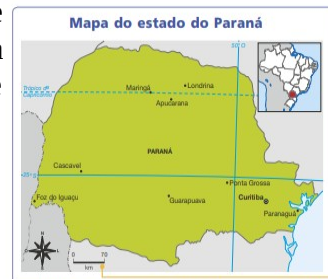 e
Mapa do estado do Paraná
50° O
Trópico de
Capricórnio
Maringá
Londrina
Apucarana
PARANÁ
Cascavel
25° S
Ponta Grossa
Foz do Iguaçu
Guarapuava
Curitiba
Paranaguá
N
S
O
L
0 70
km